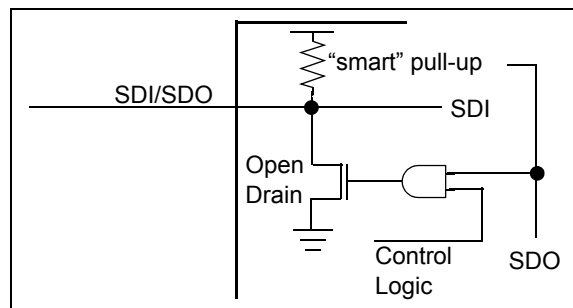 “smart” pull-up
SDI/SDO
SDI
Open
Drain
Control
Logic
SDO